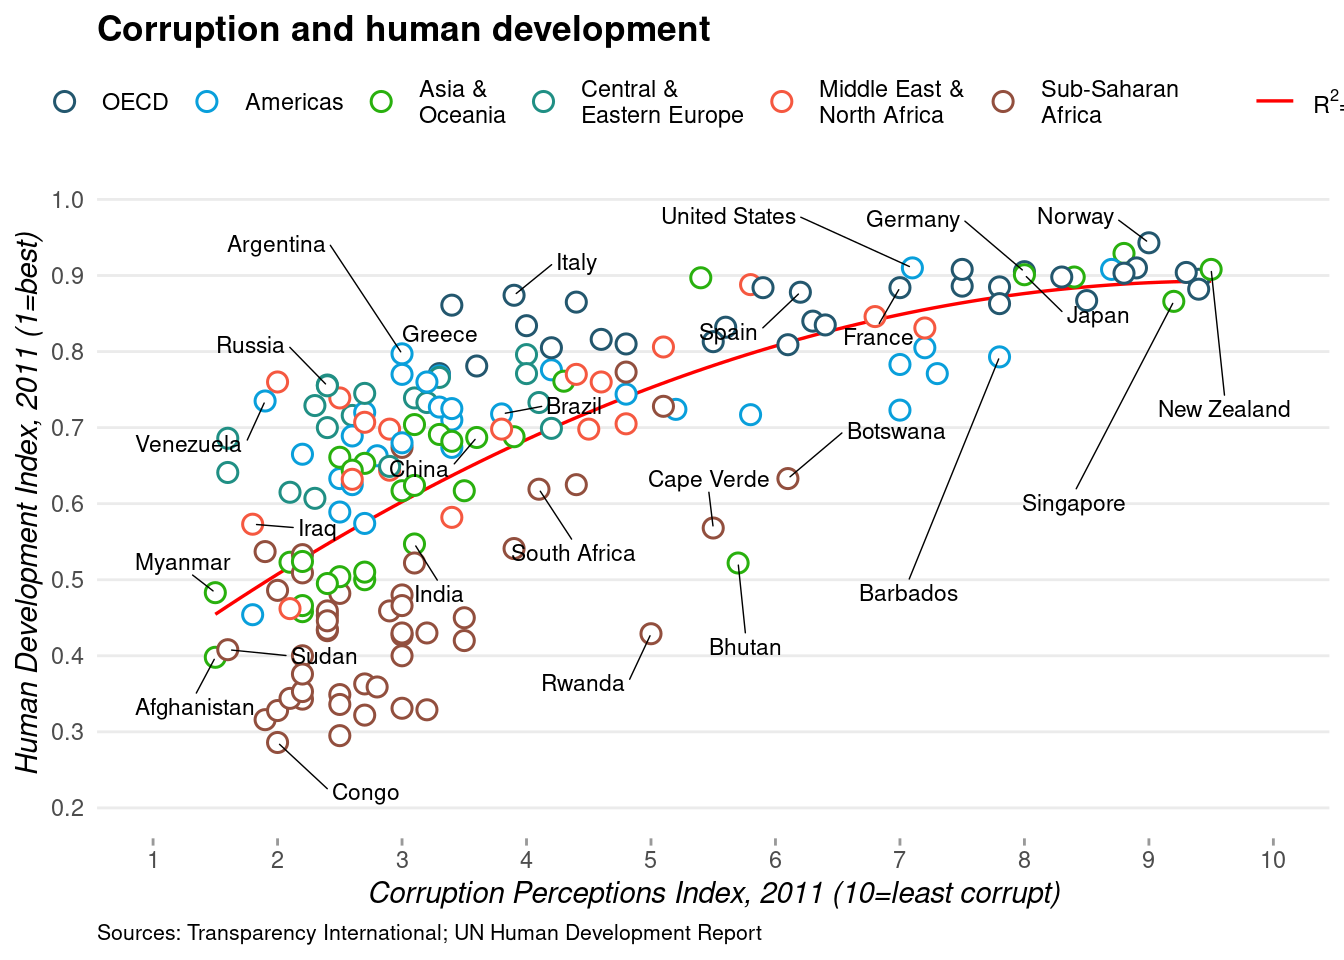 Corruption and human development
OECD
Americas
Asia &
Oceania
Central &
Eastern Europe
Middle East &
North Africa
Sub-Saharan
Africa
R²=
Human Development Index, 2011 (1=best)
1.0
0.9
0.8
0.7
0.6
0.5
0.4
0.3
0.2
United States
Germany
Norway
Argentina
Italy
Greece
Russia
Spain
France
Japan
New Zealand
Brazil
Venezuela
China
Botswana
Cape Verde
Singapore
Iraq
South Africa
Myanmar
India
Barbados
Bhutan
Sudan
Rwanda
Afghanistan
Congo
1 2 3 4 5 6 7 8 9 10
Corruption Perceptions Index, 2011 (10=least corrupt)
Sources: Transparency International; UN Human Development Report